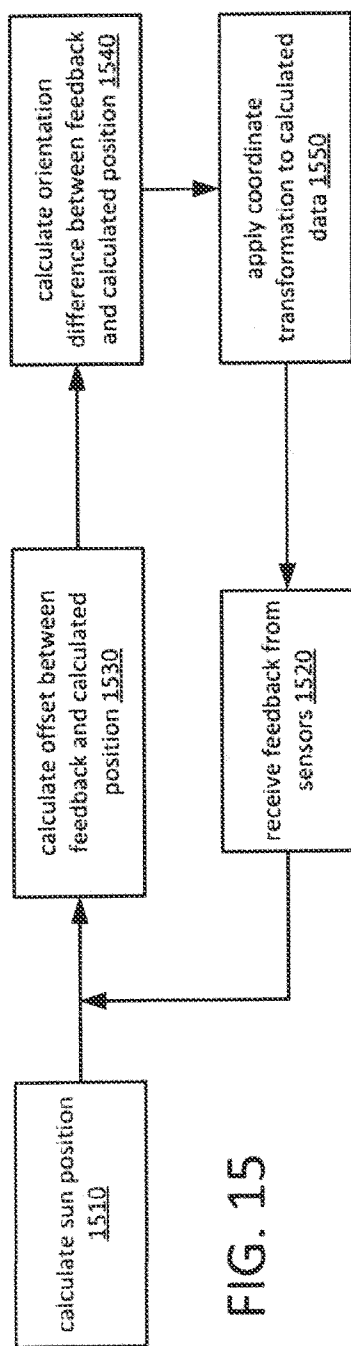 calculate sun position
1510
calculate offset between
feedback and calculated
position 1530
calculate orientation
difference between feedback
and calculated position 1540
apply coordinate
transformation to calculated
data 1550
receive feedback from
sensors 1520
FIG. 15